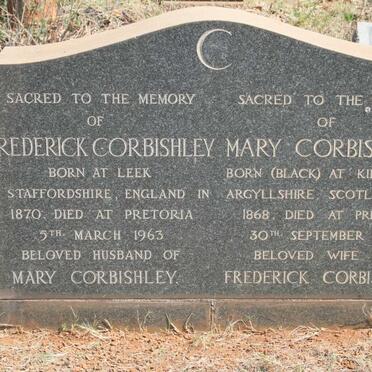 SACRED TO THE MEMORY
OF
REDERICK CORBISHLEY
BORN AT LEEK
STAFFORDSHIRE, ENGLAND IN
1870. DIED AT PRETORIA
5TH. MARCH 1963
BELOVED HUSBAND OF
MARY CORBISHLEY.
SACRED TO THE
OF
MARY CORBIS
BORN (BLACK) AT KI
ARGYLLSHIRE SCOTL
1868. DIED AT PR
30TH. SEPTEMBER
BELOVED WIFE
FREDERICK CORBI